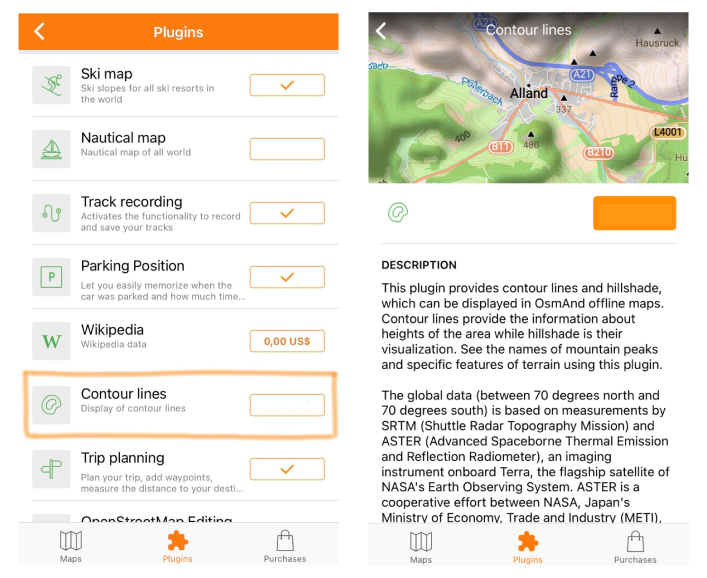 Plugins
Ski map
Ski slopes for all ski resorts in
the world
Nautical map
Nautical map of all world
Track recording
Activates the functionality to record
and save your tracks
P
Parking Position
Let you easily memorize when the
car was parked and how much time...
W
Wikipedia
Wikipedia data
0,00 US$
Contour lines
Display of contour lines
Trip planning
Plan your trip, add waypoints,
measure the distance to your desti...
OpenStreetMap Editing
Maps
Plugins
Purchases
Contour lines
A21
Hausruck
A21
Alland
337
L4001
400
B11
480
B210
DESCRIPTION
This plugin provides contour lines and hillshade,
which can be displayed in OsmAnd offline maps.
Contour lines provide the information about
heights of the area while hillshade is their
visualization. See the names of mountain peaks
and specific features of terrain using this plugin.
The global data (between 70 degrees north and
70 degrees south) is based on measurements by
SRTM (Shuttle Radar Topography Mission) and
ASTER (Advanced Spaceborne Thermal Emission
and Reflection Radiometer), an imaging
instrument onboard Terra, the flagship satellite of
NASA's Earth Observing System. ASTER is a
cooperative effort between NASA, Japan's
Ministry of Economy, Trade and Industry (METI),
Maps
Plugins
Purchases